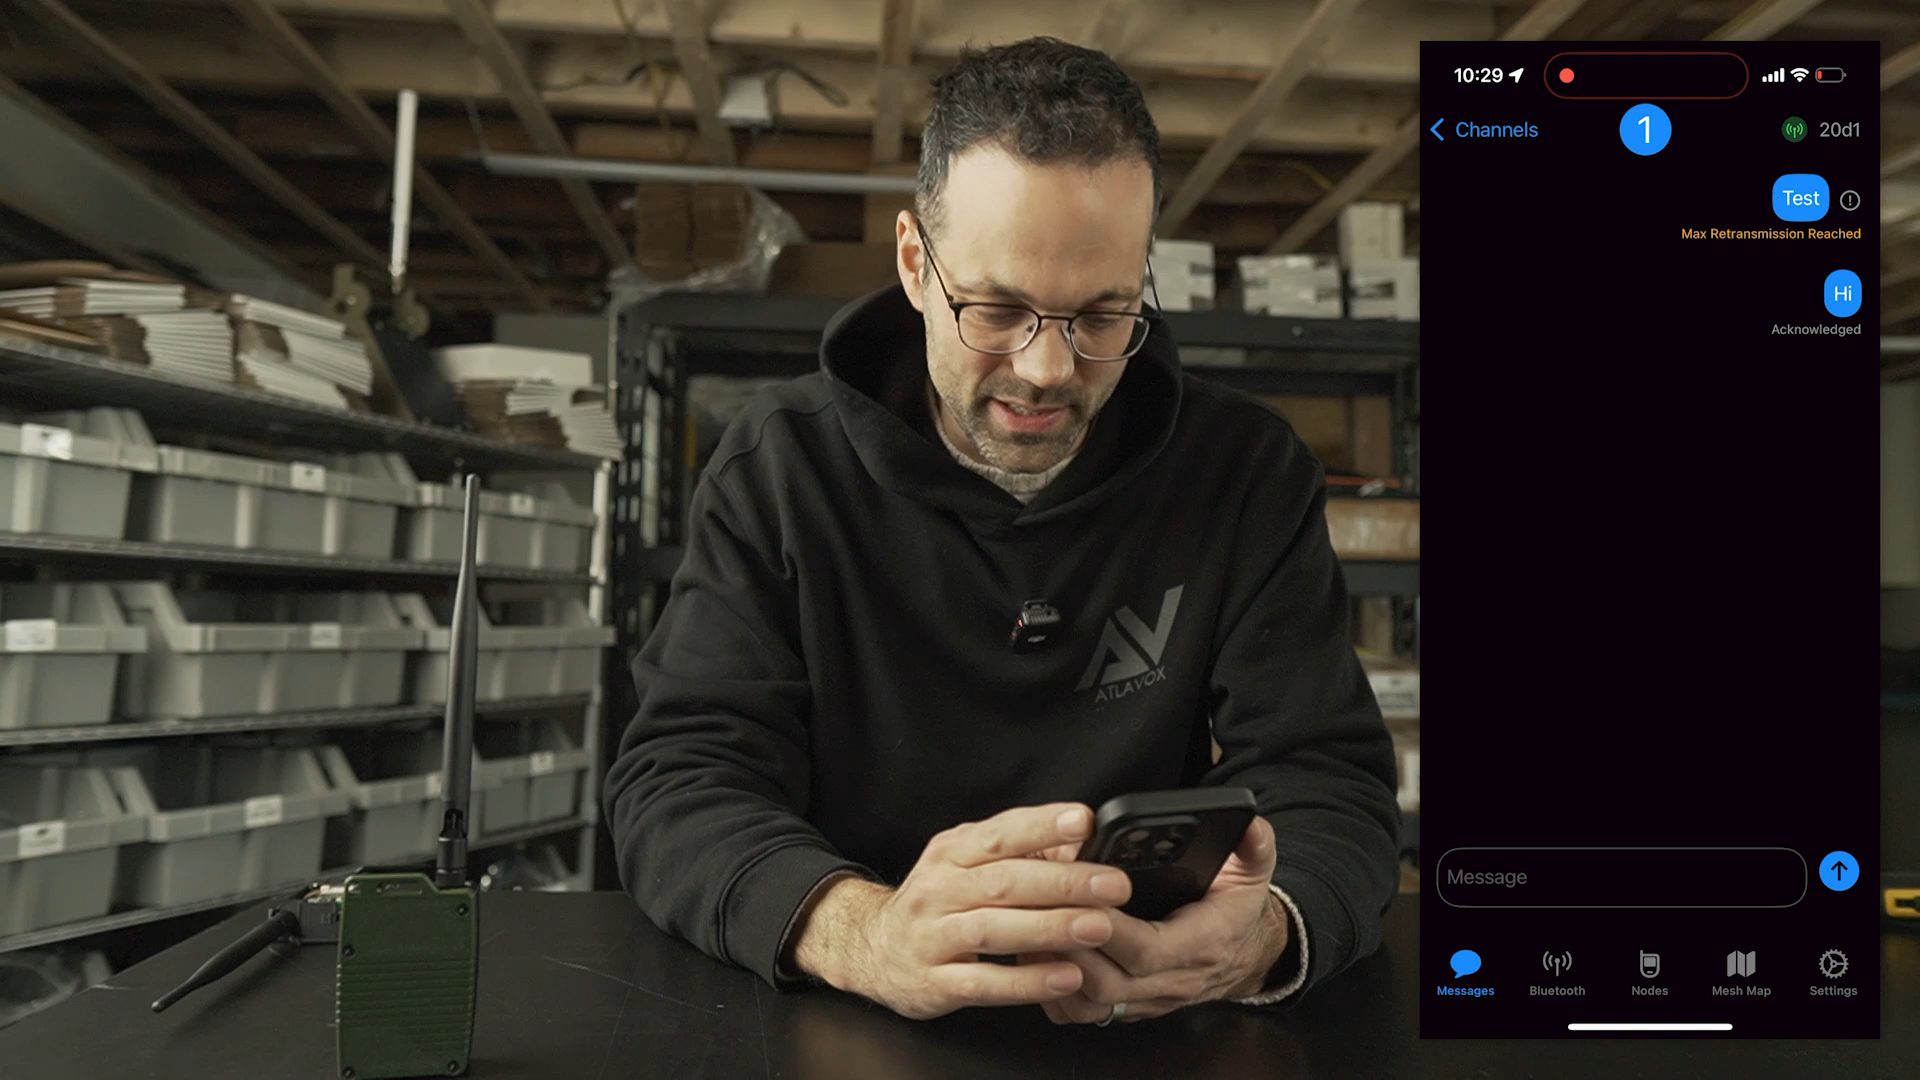 AV
ATLAVOX
10:29
Channels
1
20d1
Test
Max Retransmission Reached
Hi
Acknowledged
Message
Messages
Bluetooth
Nodes
Mesh Map
Settings